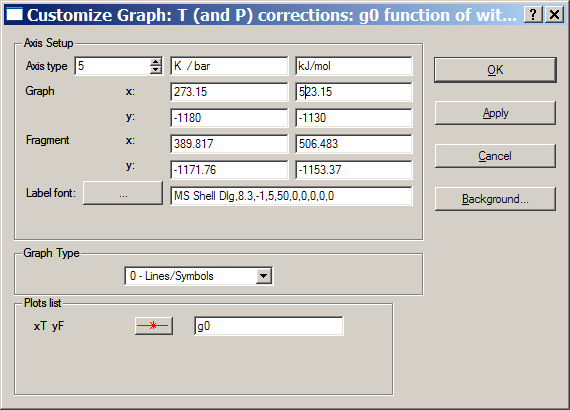 Customize Graph: T (and P) corrections: g0 function of wit...
Axis Setup
Axis type 5 K / bar kJ/mol
OK
Graph x: 273.15 523.15
y: -1180 -1130
Apply
Fragment x: 389.817 506.483
Cancel
y: -1171.76 -1153.37
Label font: ... MS Shell Dlg,8.3,-1,5,50,0,0,0,0,0
Background...
Graph Type
0 - Lines/Symbols
Plots list
xT yF g0